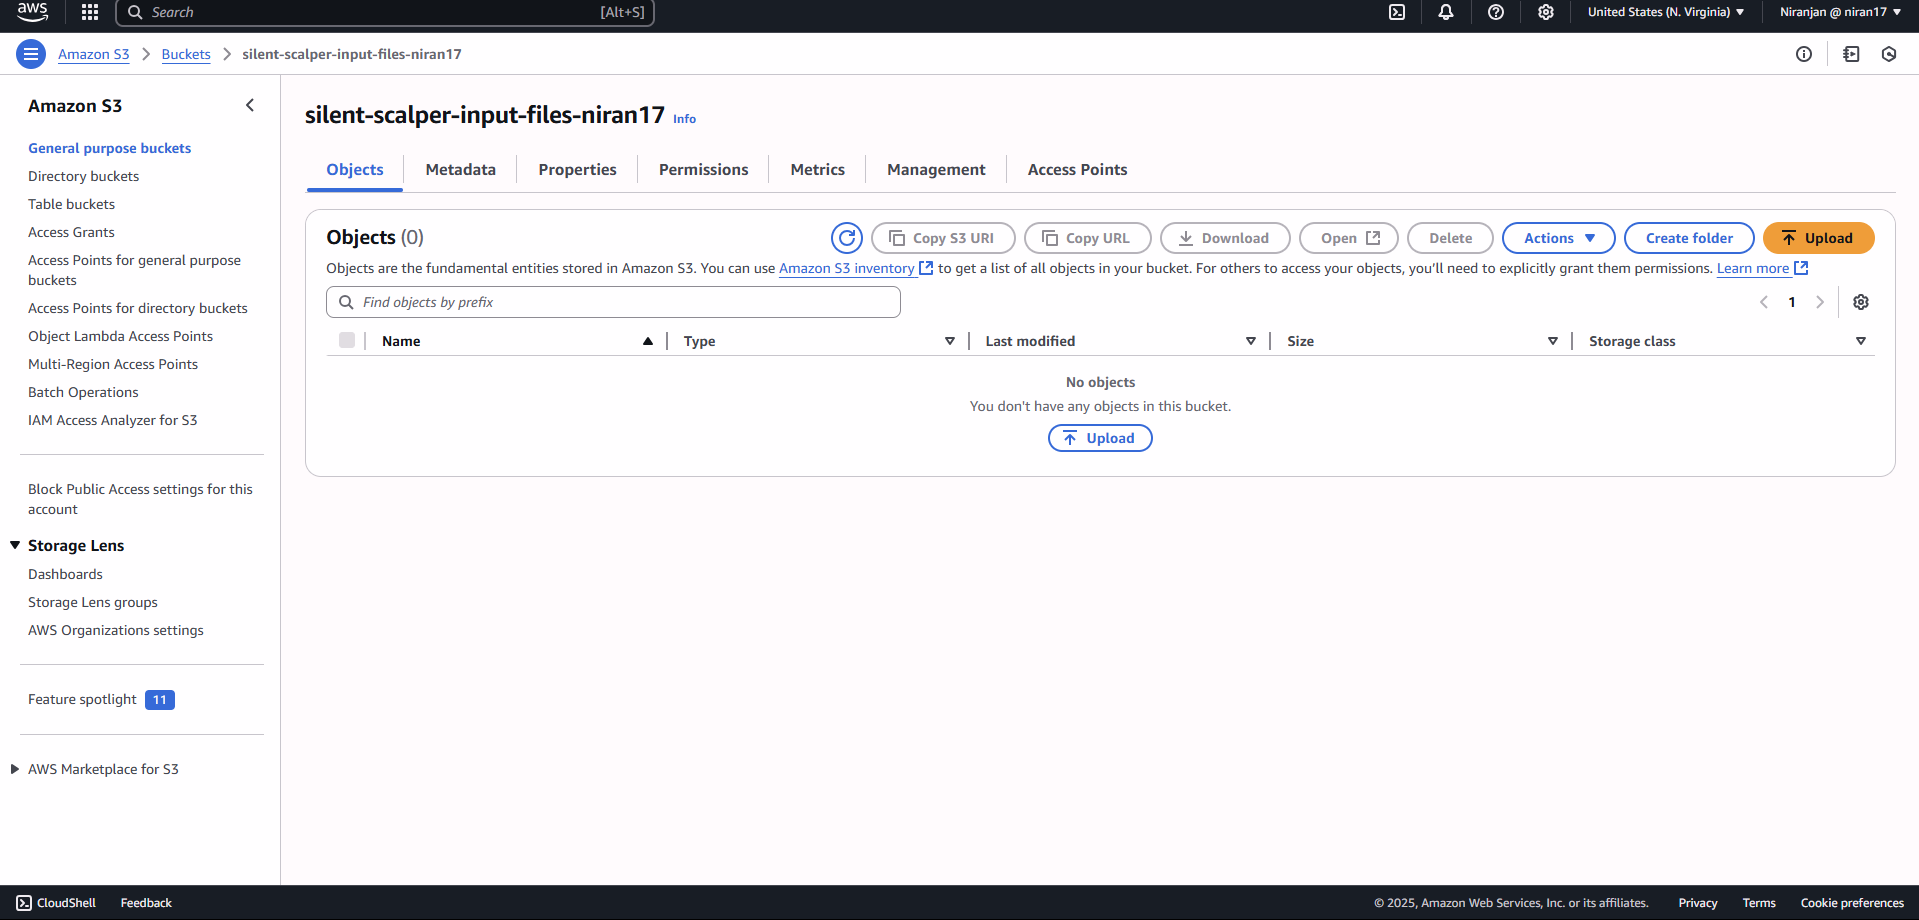 aws
Search [Alt+S]
United States (N. Virginia)
Niranjan @ niran17
Amazon S3
Buckets
silent-scalper-input-files-niran17
Amazon S3
General purpose buckets
Directory buckets
Table buckets
Access Grants
Access Points for general purpose
buckets
Access Points for directory buckets
Object Lambda Access Points
Multi-Region Access Points
Batch Operations
IAM Access Analyzer for S3
Block Public Access settings for this
account
Storage Lens
Dashboards
Storage Lens groups
AWS Organizations settings
Feature spotlight 11
AWS Marketplace for S3
silent-scalper-input-files-niran17 Info
Objects
Metadata
Properties
Permissions
Metrics
Management
Access Points
Objects (0)
Copy S3 URI
Copy URL
Download
Open
Delete
Actions
Create folder
Upload
Objects are the fundamental entities stored in Amazon S3. You can use Amazon S3 inventory to get a list of all objects in your bucket. For others to access your objects, you’ll need to explicitly grant them permissions. Learn more
Find objects by prefix
1
Name
Type
Last modified
Size
Storage class
No objects
You don't have any objects in this bucket.
Upload
CloudShell
Feedback
© 2025, Amazon Web Services, Inc. or its affiliates.
Privacy
Terms
Cookie preferences